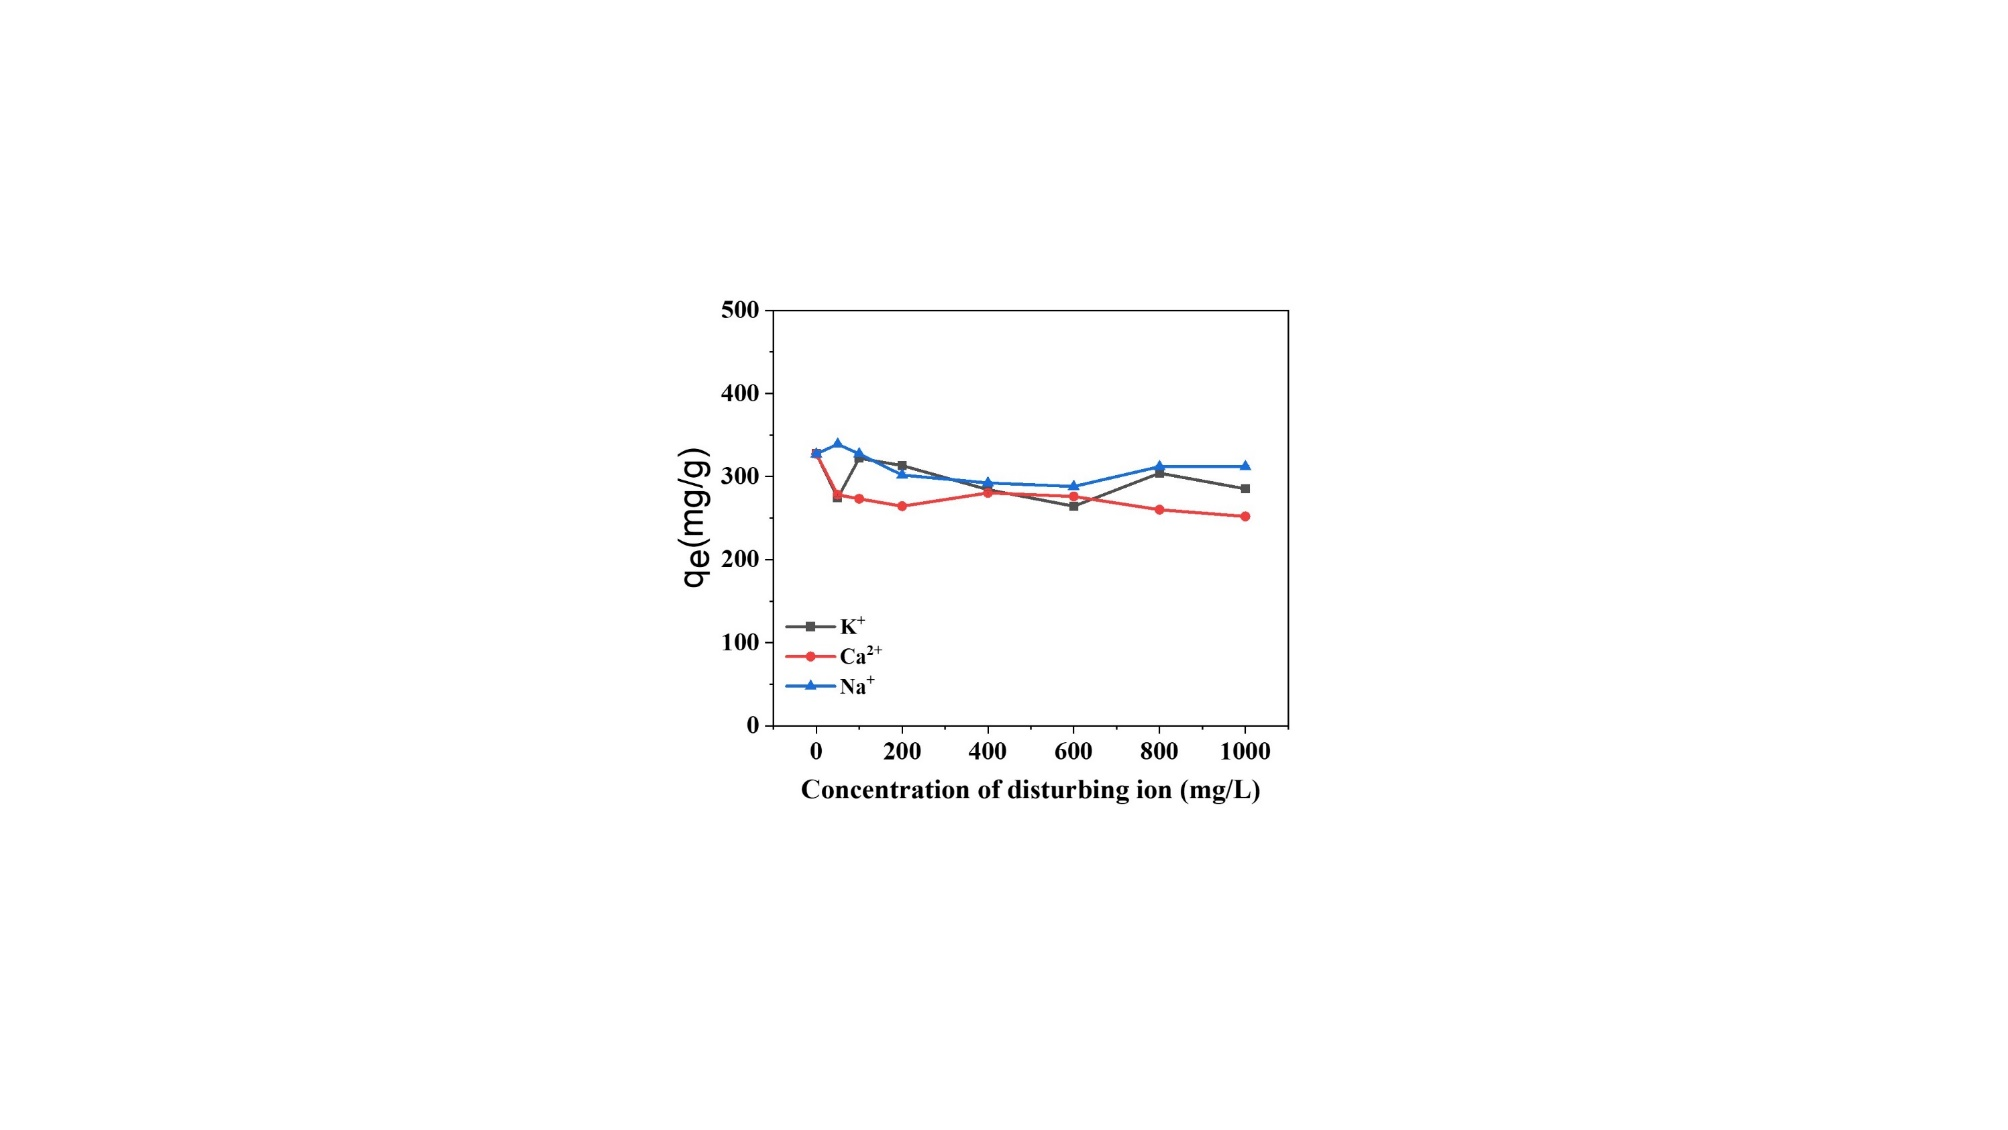 500
400
300
200
100
0
qe(mg/g)
K⁺
Ca²⁺
Na⁺
0 200 400 600 800 1000
Concentration of disturbing ion (mg/L)